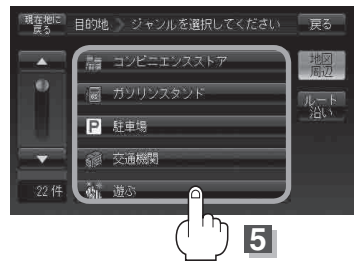 現在地に
戻る
目的地
ジャンルを選択してください
戻る
コンビニエンスストア
地図
周辺
ガソリンスタンド
ルート
沿い
P 駐車場
交通機関
22件
遊ぶ
5